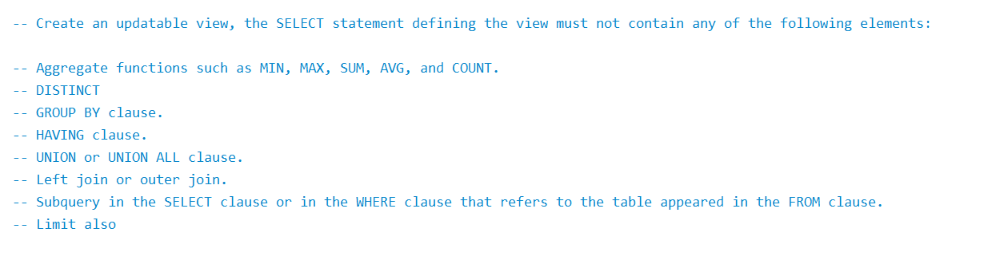 -- Create an updatable view, the SELECT statement defining the view must not contain any of the following elements:
-- Aggregate functions such as MIN, MAX, SUM, AVG, and COUNT.
-- DISTINCT
-- GROUP BY clause.
-- HAVING clause.
-- UNION or UNION ALL clause.
-- Left join or outer join.
-- Subquery in the SELECT clause or in the WHERE clause that refers to the table appeared in the FROM clause.
-- Limit also